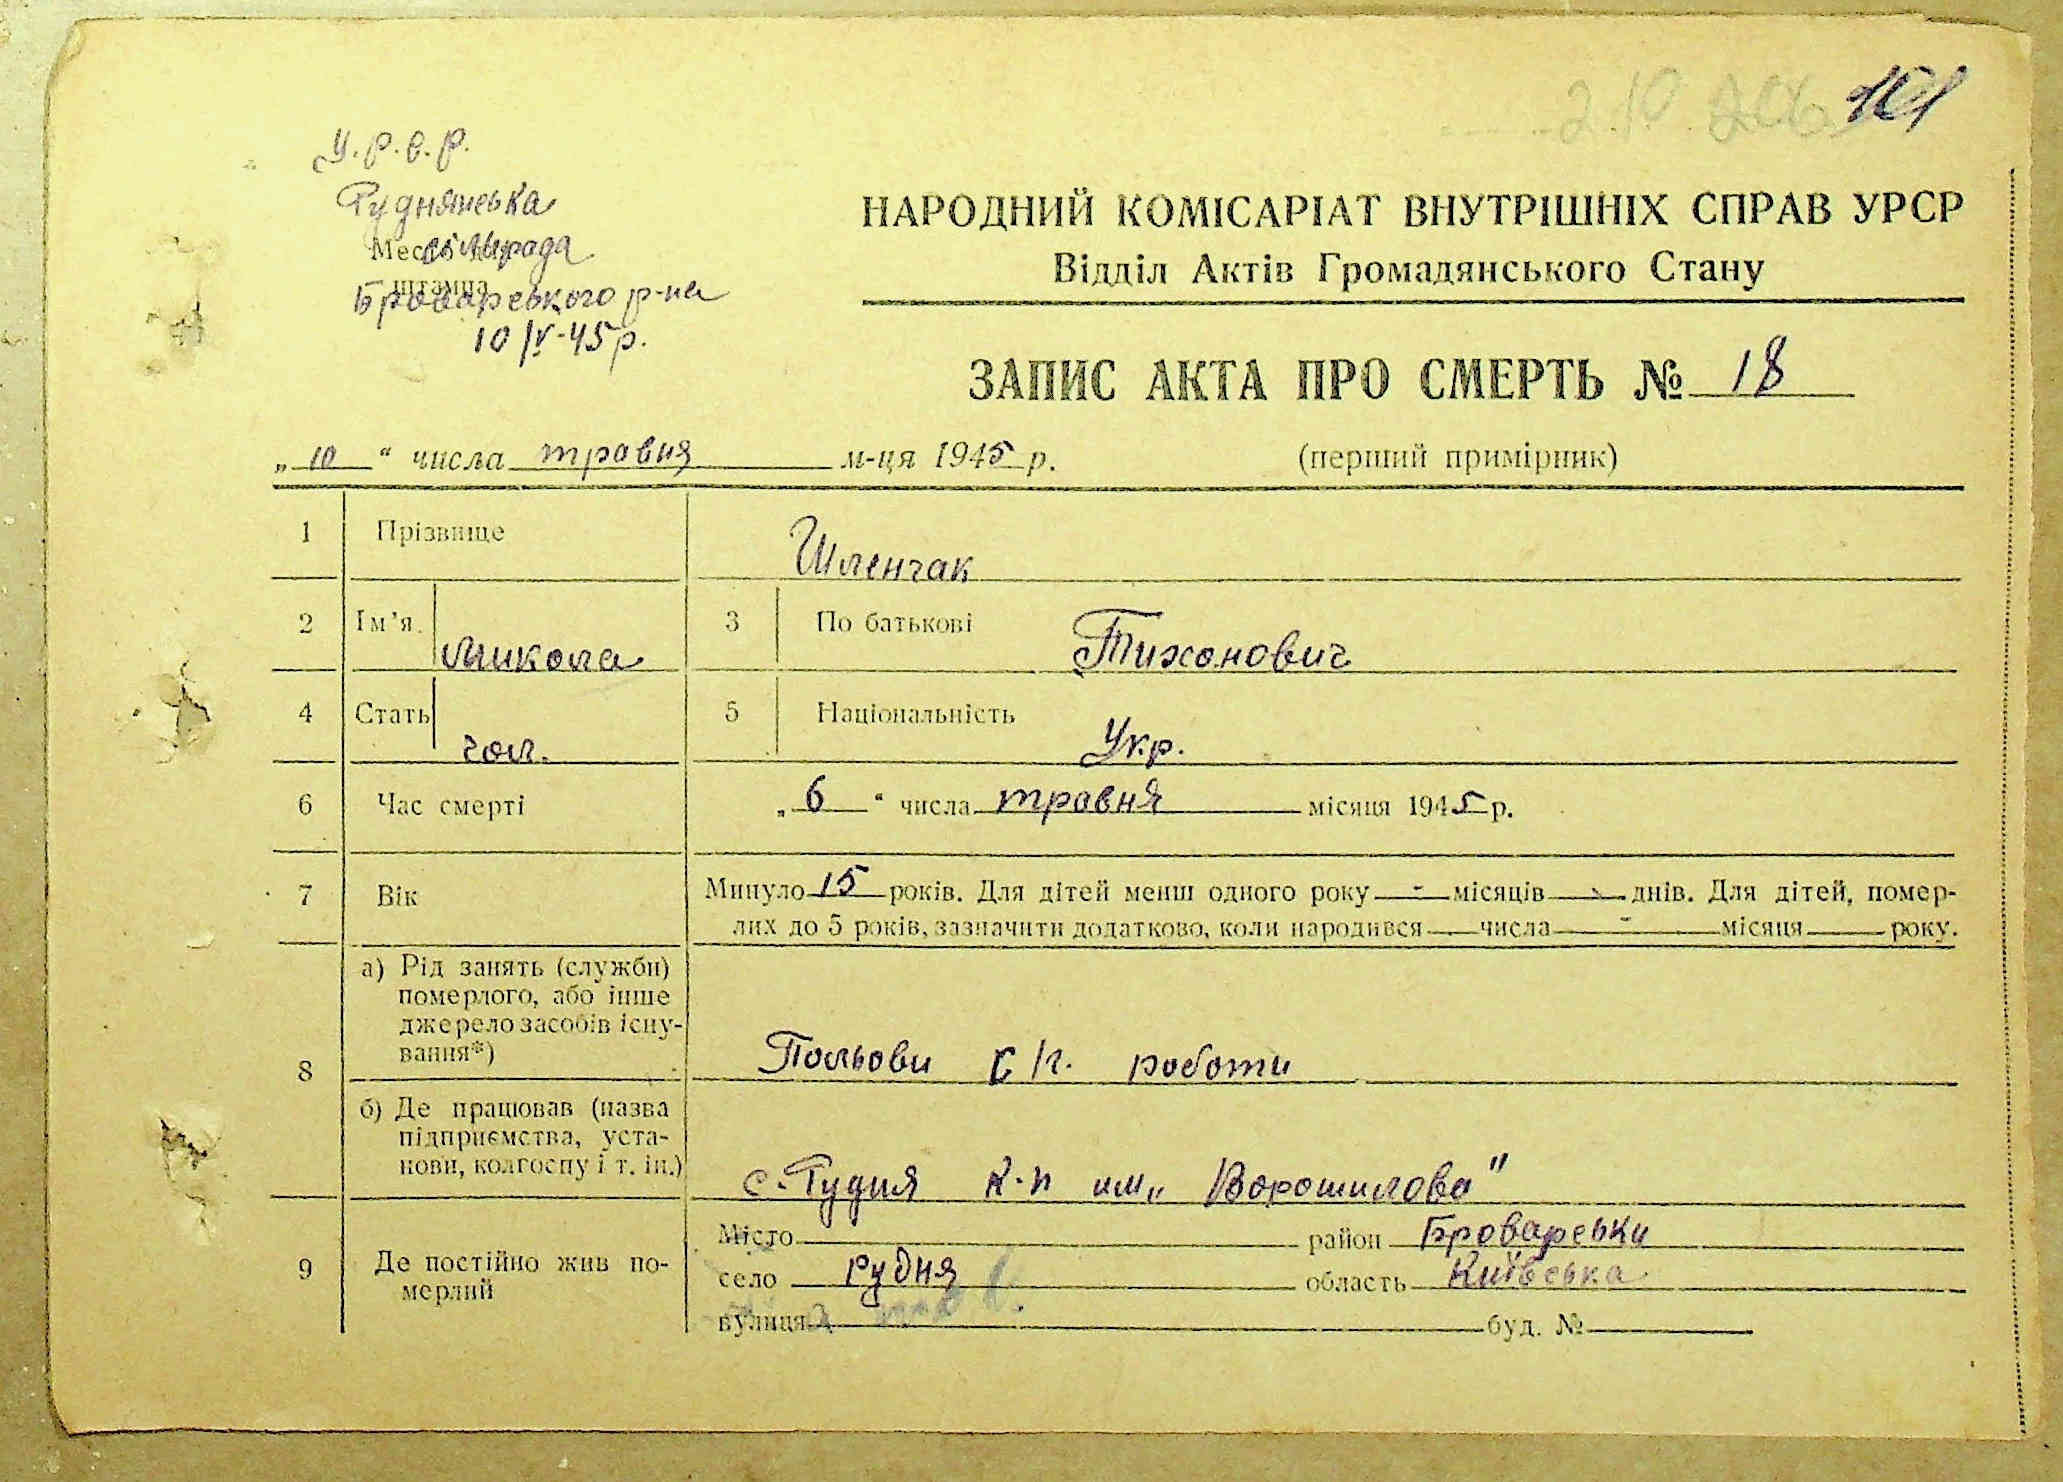 101
У.Р.С.Р.
Руднянська
сільрада
Місце штампа
Броварського р-на
10/V-45р.
НАРОДНИЙ КОМІСАРІАТ ВНУТРІШНІХ СПРАВ УРСР
Відділ Актів Громадянського Стану
ЗАПИС АКТА ПРО СМЕРТЬ № 18
„10“ числа травня м-ця 1945 р. (перший примірник)
1 Прізвище Шленчак
2 Ім’я Микола 3 По батькові Тихонович
4 Стать чол. 5 Національність Укр.
6 Час смерті „6“ числа травня місяця 1945 р.
7 Вік Минуло 15 років. Для дітей менш одного року - місяців - днів. Для дітей, помер-
лих до 5 років, зазначити додатково, коли народився числа - місяця року.
8 а) Рід занять (служби)
померлого, або інше
джерело засобів існу-
вання*) Польови с/г. роботи
б) Де працював (назва
підприємства, уста-
нови, колгоспу і т. ін.) с. Рудня к-п им„ Ворошилова"
9 Де постійно жив по-
мерлий
Місто район Броварськи
село Рудня область Київська
вулиця буд. №